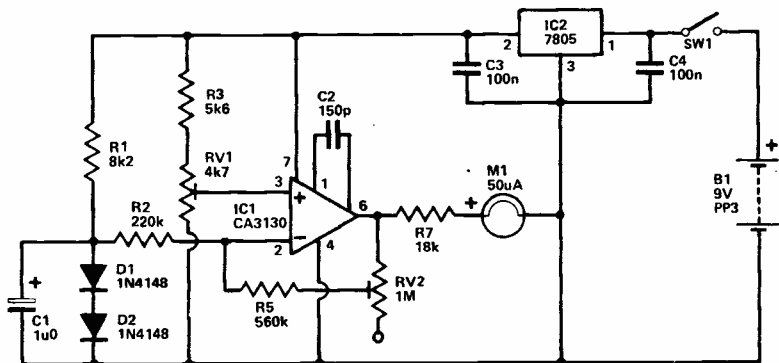 IC2
7805
2
1
3
SW1
C3
100n
C4
100n
R3
5k6
C2
150p
R1
8k2
RV1
4k7
7
3
1
6
+
−
IC1
CA3130
2
4
M1
50uA
+
R7
18k
B1
9V
PP3
+
R2
220k
D1
1N4148
D2
1N4148
+
C1
1u0
R5
560k
RV2
1M